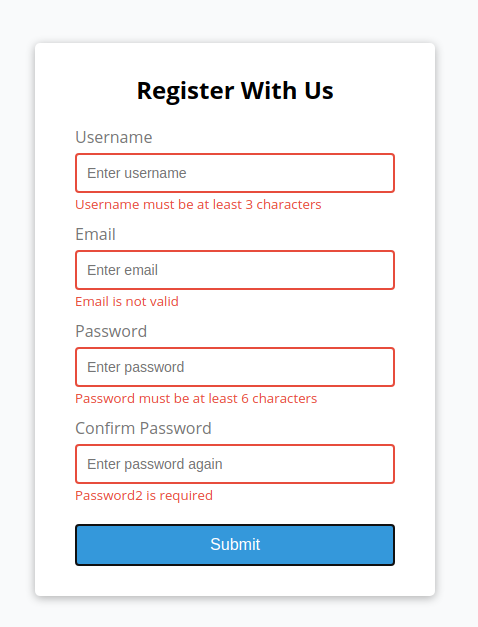 Register With Us
Username
Enter username
Username must be at least 3 characters
Email
Enter email
Email is not valid
Password
Enter password
Password must be at least 6 characters
Confirm Password
Enter password again
Password2 is required
Submit